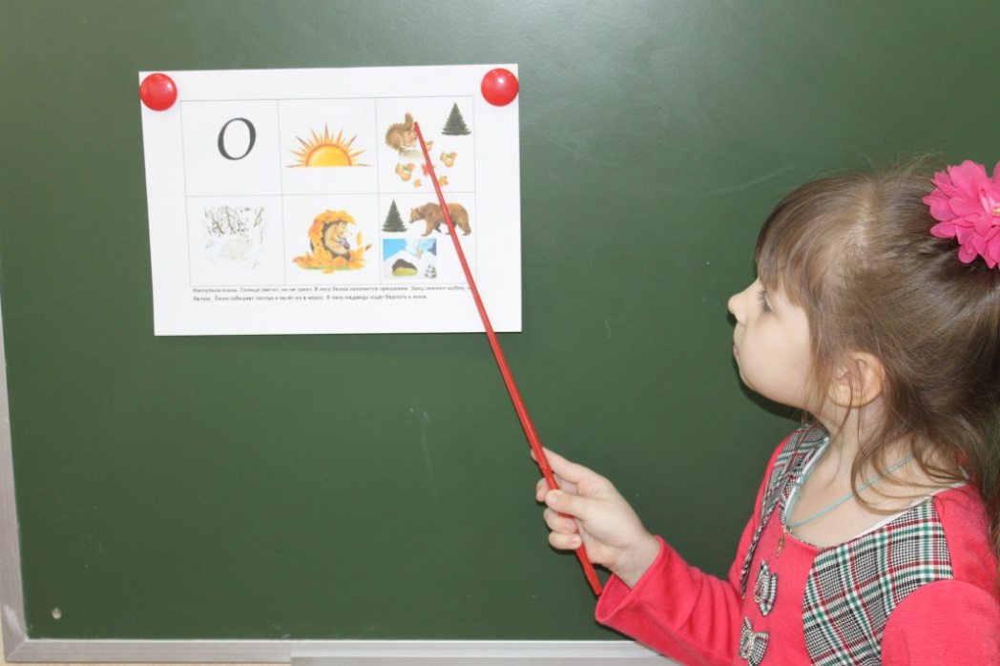 О
Наступила осень. Солнце светит, но не греет. В лесу белка лакомится орешками. Заяц сменил шубку, на
белую. Ёжик собирает листья и несёт их в норку. В лесу медведь ищет берлогу к зиме.